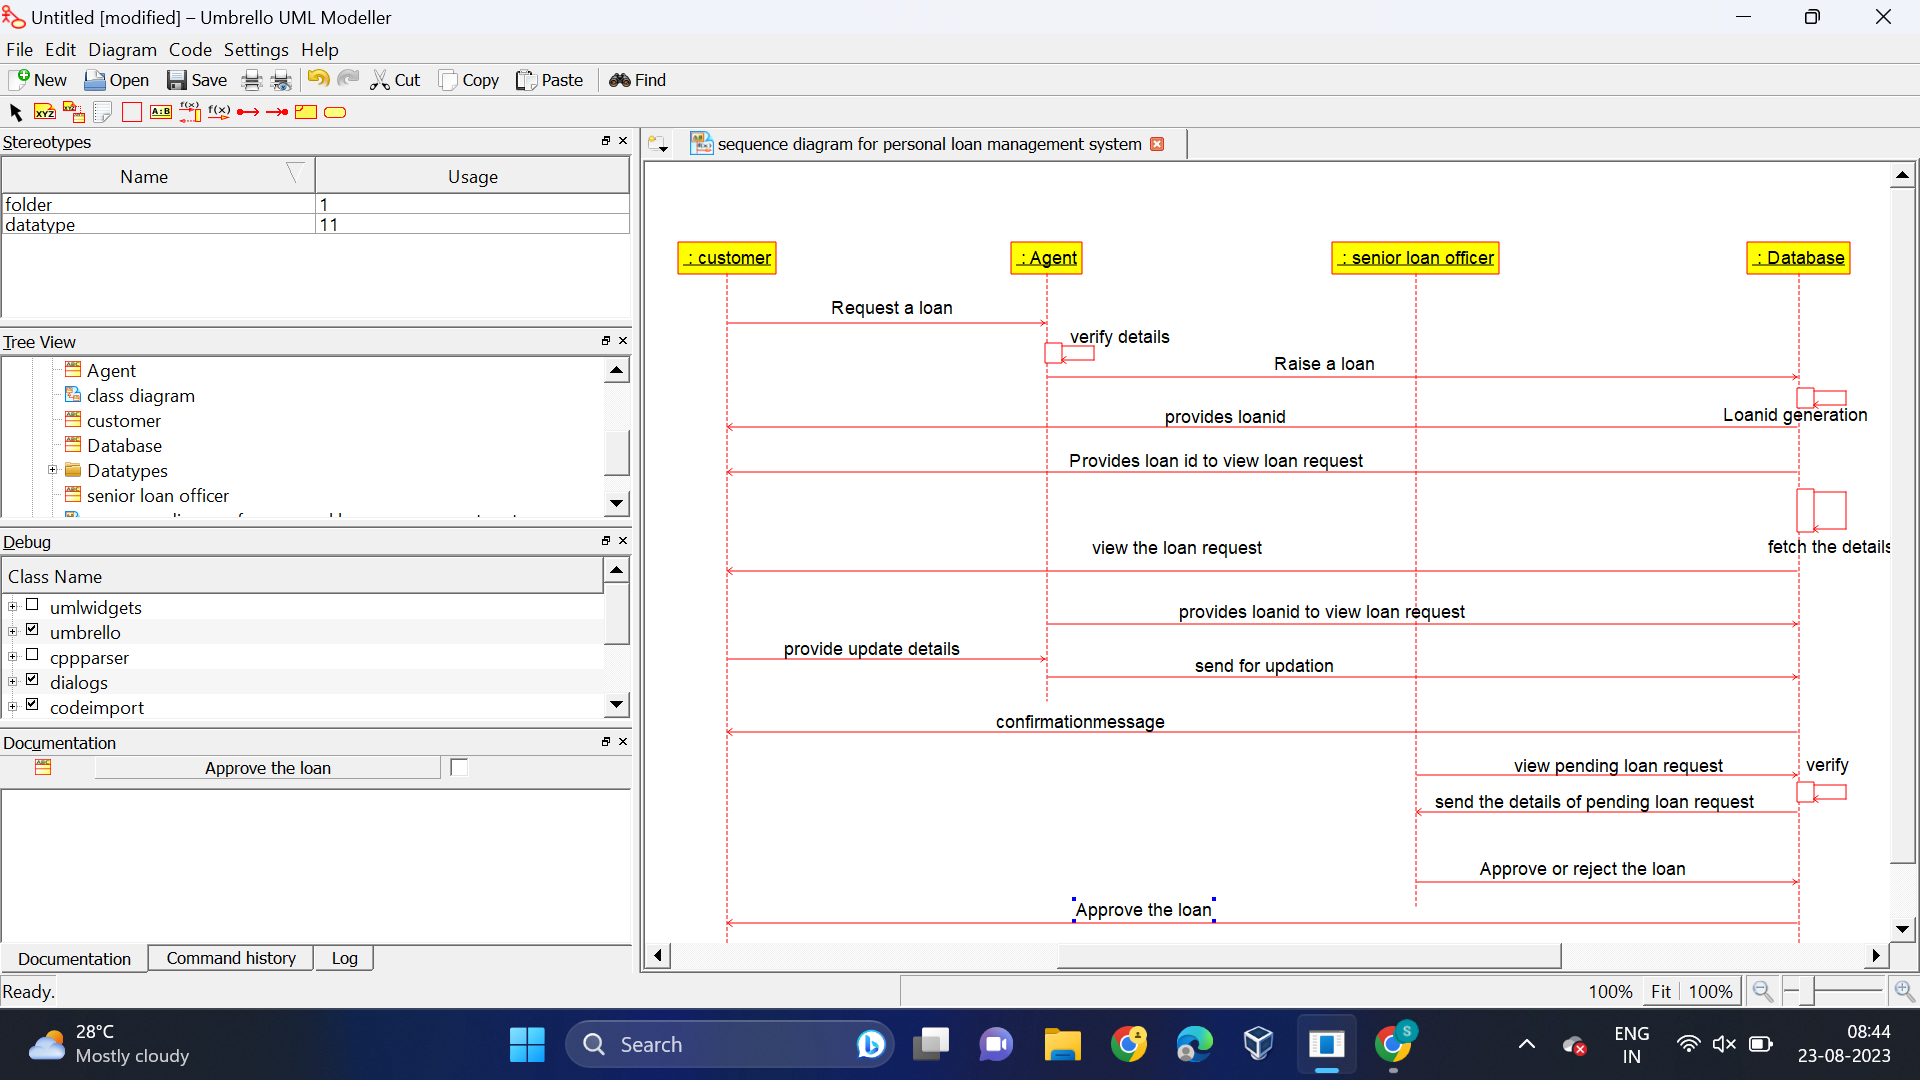 Untitled [modified] – Umbrello UML Modeller
File Edit Diagram Code Settings Help
New Open Save Cut Copy Paste Find
XYZ XYZ A:B f(x) f(x)
Stereotypes
Name Usage
folder 1
datatype 11
Tree View
Agent
class diagram
customer
Database
Datatypes
senior loan officer
Debug
Class Name
umlwidgets
umbrello
cppparser
dialogs
codeimport
Documentation
Approve the loan
Documentation Command history Log
Ready.
sequence diagram for personal loan management system
: customer : Agent : senior loan officer : Database
Request a loan
verify details
Raise a loan
Loanid generation
provides loanid
Provides loan id to view loan request
fetch the details
view the loan request
provides loanid to view loan request
provide update details
send for updation
confirmationmessage
view pending loan request
verify
send the details of pending loan request
Approve or reject the loan
Approve the loan
100% Fit 100%
28°C
Mostly cloudy
Search
S
ENG
IN
08:44
23-08-2023